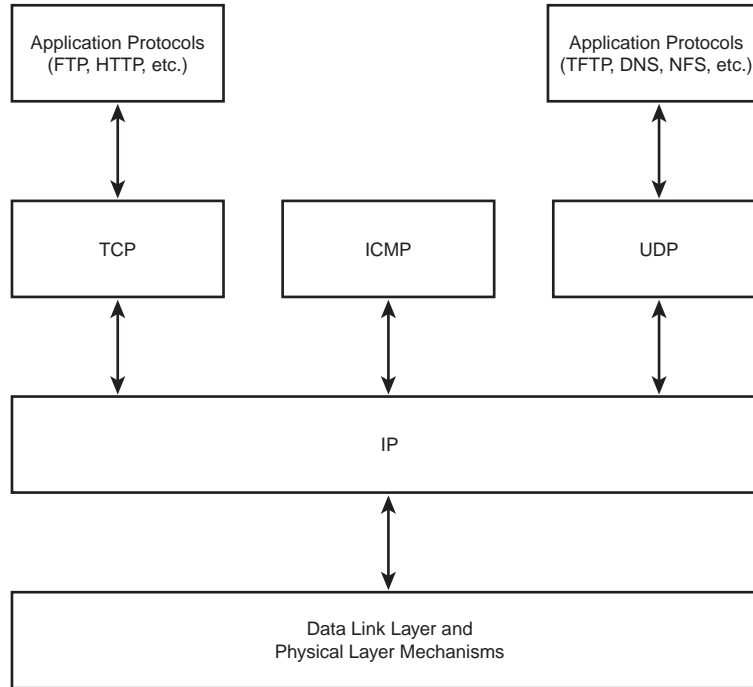 Application Protocols
(FTP, HTTP, etc.)
Application Protocols
(TFTP, DNS, NFS, etc.)
TCP
ICMP
UDP
IP
Data Link Layer and
Physical Layer Mechanisms